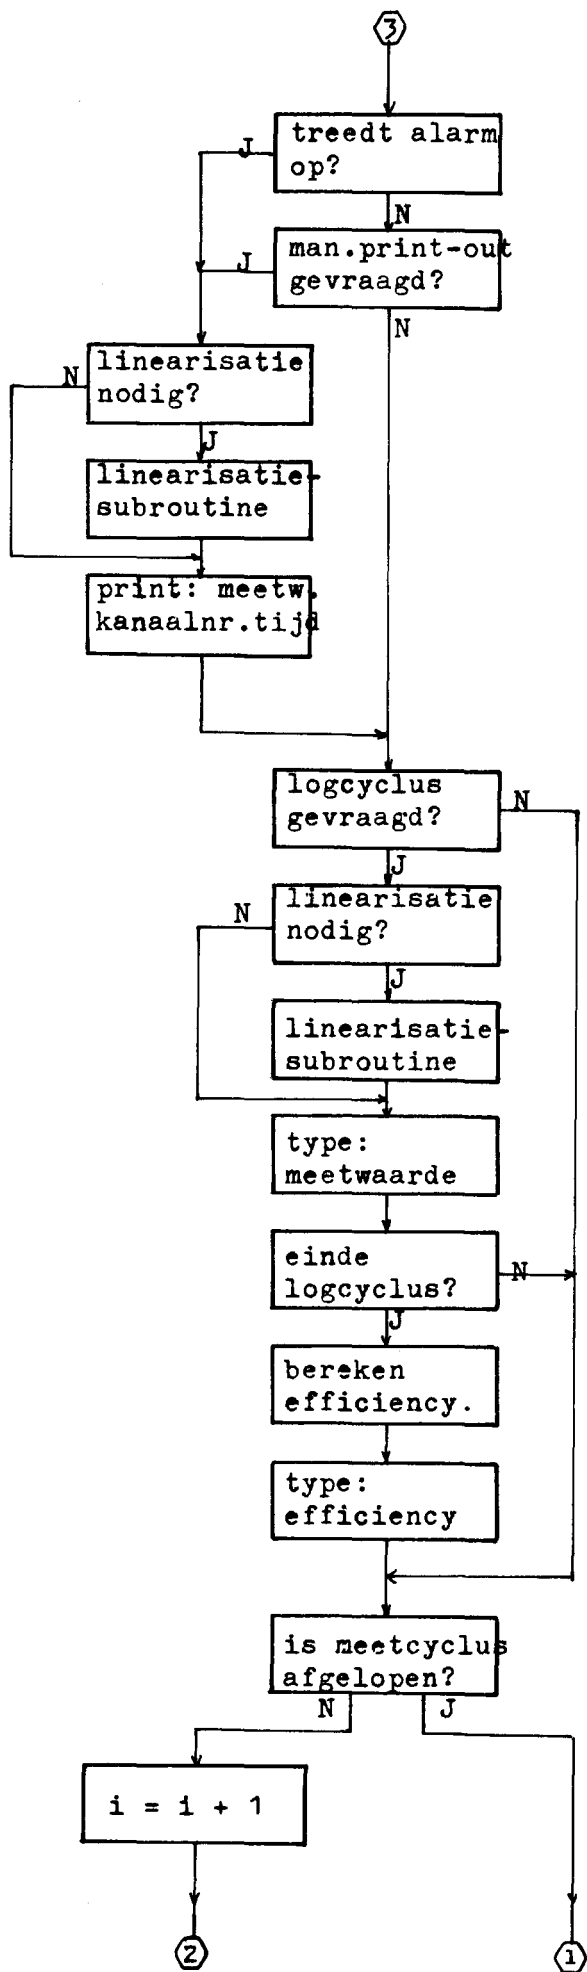 3
treedt alarm
op?
J
N
man.print-out
gevraagd?
J
N
linearisatie
nodig?
N
J
linearisatie-
subroutine
print: meetw.
kanaalnr.tijd
logcyclus
gevraagd?
N
J
linearisatie
nodig?
N
J
linearisatie-
subroutine
type:
meetwaarde
einde
logcyclus?
N
J
bereken
efficiency.
type:
efficiency
is meetcyclus
afgelopen?
N
J
i = i + 1
2
1